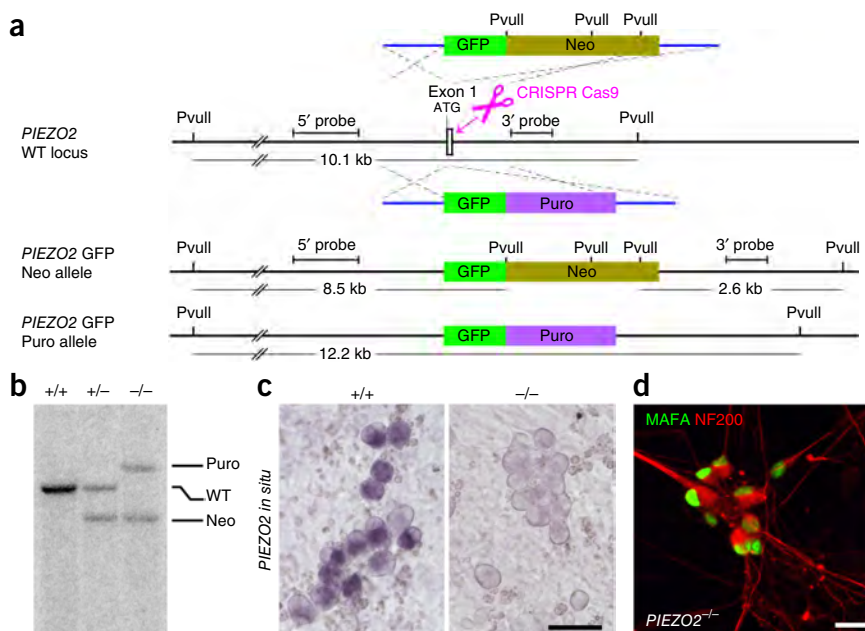 a
PvuII PvuII PvuII
GFP Neo
Exon 1
ATG
CRISPR Cas9
PIEZO2
WT locus
PvuII 5′ probe 3′ probe PvuII
10.1 kb
GFP Puro
PIEZO2 GFP
Neo allele
PvuII 5′ probe PvuII PvuII PvuII 3′ probe PvuII
GFP Neo
8.5 kb 2.6 kb
PIEZO2 GFP
Puro allele
PvuII PvuII
GFP Puro
12.2 kb
b
+/+ +/– –/–
Puro
WT
Neo
c
+/+ –/–
PIEZO2 in situ
d
MAFA NF200
PIEZO2–/–